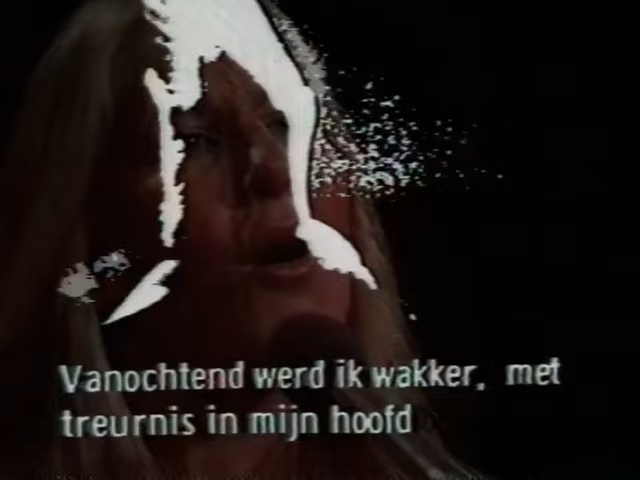 Vanochtend werd ik wakker, met
treurnis in mijn hoofd